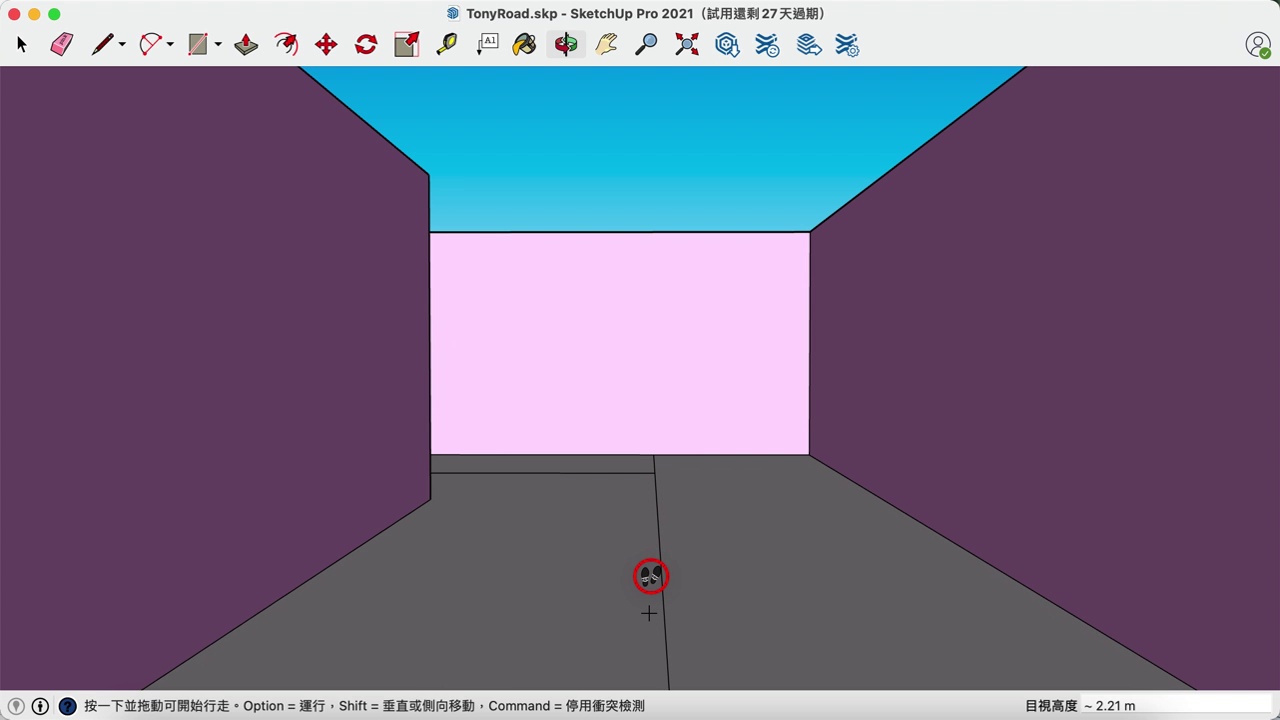 TonyRoad.skp - SketchUp Pro 2021（試用還剩 27 天過期）
A1
按一下並拖動可開始行走。Option = 運行，Shift = 垂直或側向移動，Command = 停用衝突檢測
目視高度 ~ 2.21 m